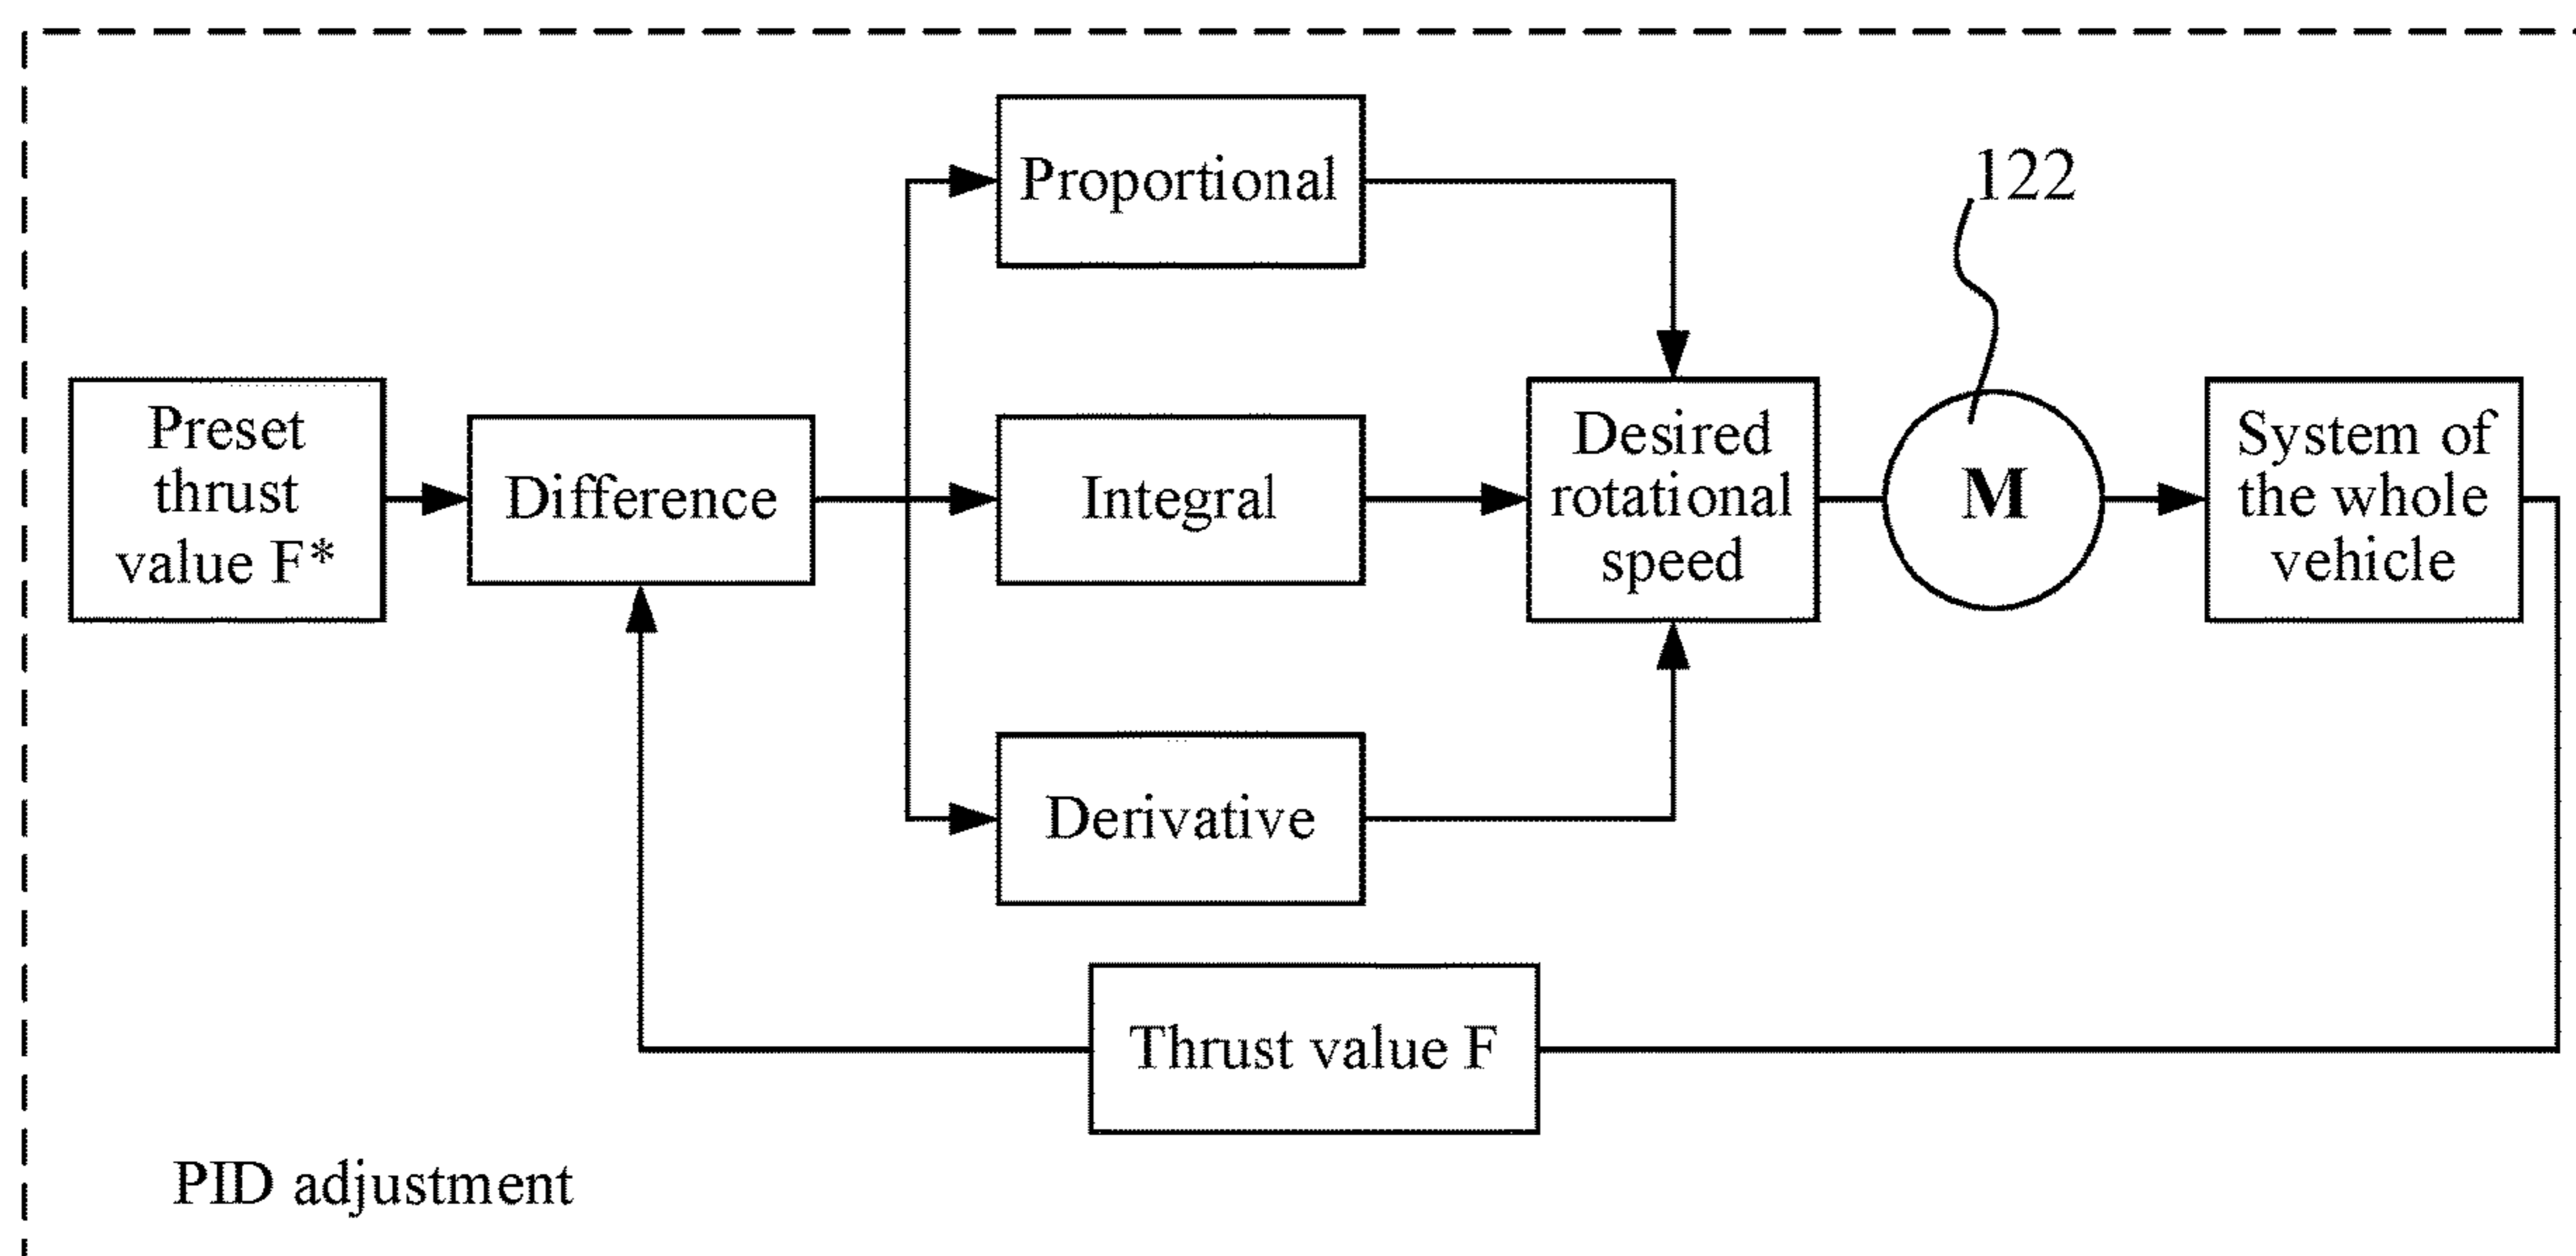 Proportional
122
Preset
thrust
value F*
Difference
Integral
Desired
rotational
speed
M
System of
the whole
vehicle
Derivative
Thrust value F
PID adjustment